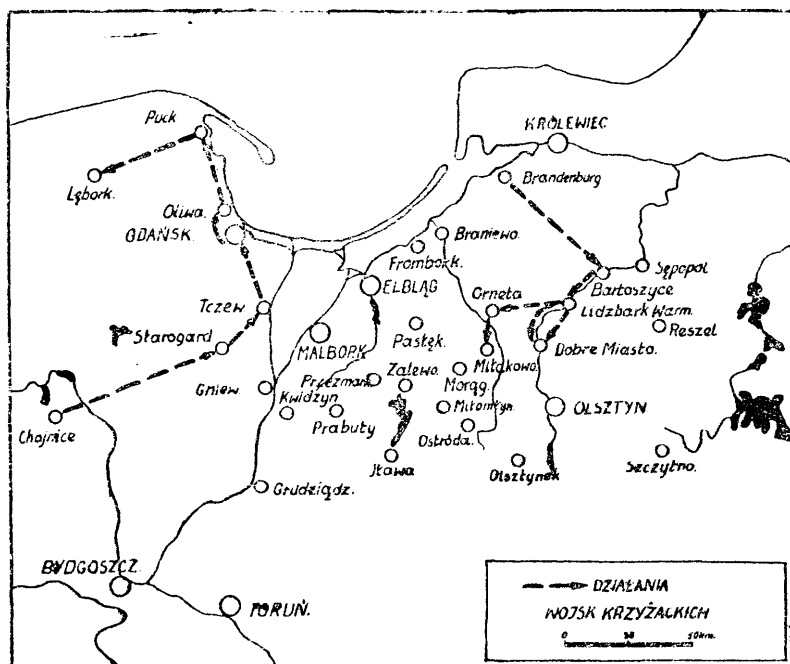 Puck
KRÓLEWIEC
Lębork.
Brandenburg
Oliwa.
GDAŃSK.
Braniewo.
Frombork.
Sępopol
ELBLĄG
Bartoszyce
Tczew
Orneta
Lidzbark Warm.
Starogard
Pasłęk.
Reszel
MALBORK
Dobre Miasto.
Miłakowo.
Przezmark
Zalewo.
Morąg.
Gniew.
Kwidzyn
Miłomłyn.
OLSZTYN
Chojnice
Prabuty
Ostróda.
Iława
Olsztynek
Szczytno.
Grudziądz.
BYDGOSZCZ.
TORUŃ.
DZIAŁANIA
WOJSK KRZYŻACKICH
0 50km.